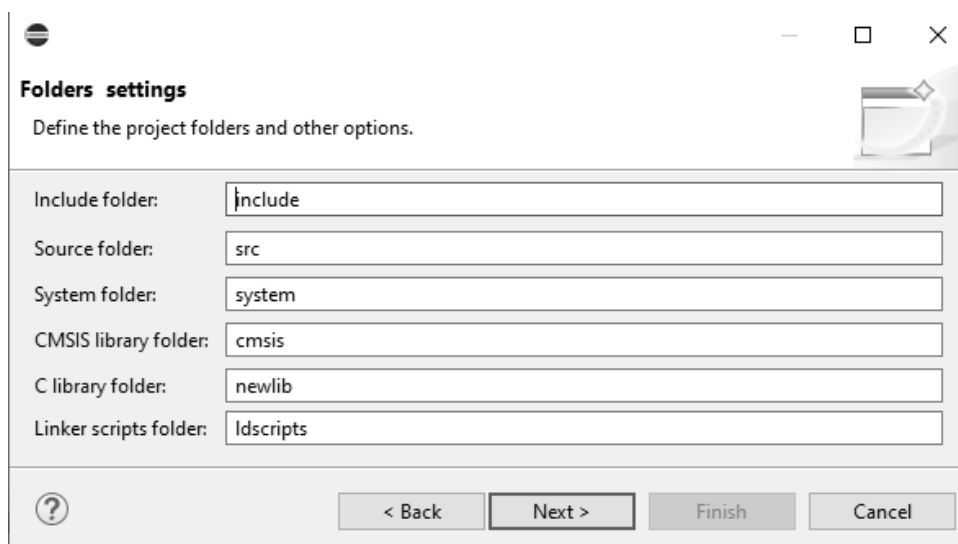 Folders settings
Define the project folders and other options.
Include folder: include
Source folder: src
System folder: system
CMSIS library folder: cmsis
C library folder: newlib
Linker scripts folder: ldscripts
? < Back Next > Finish Cancel